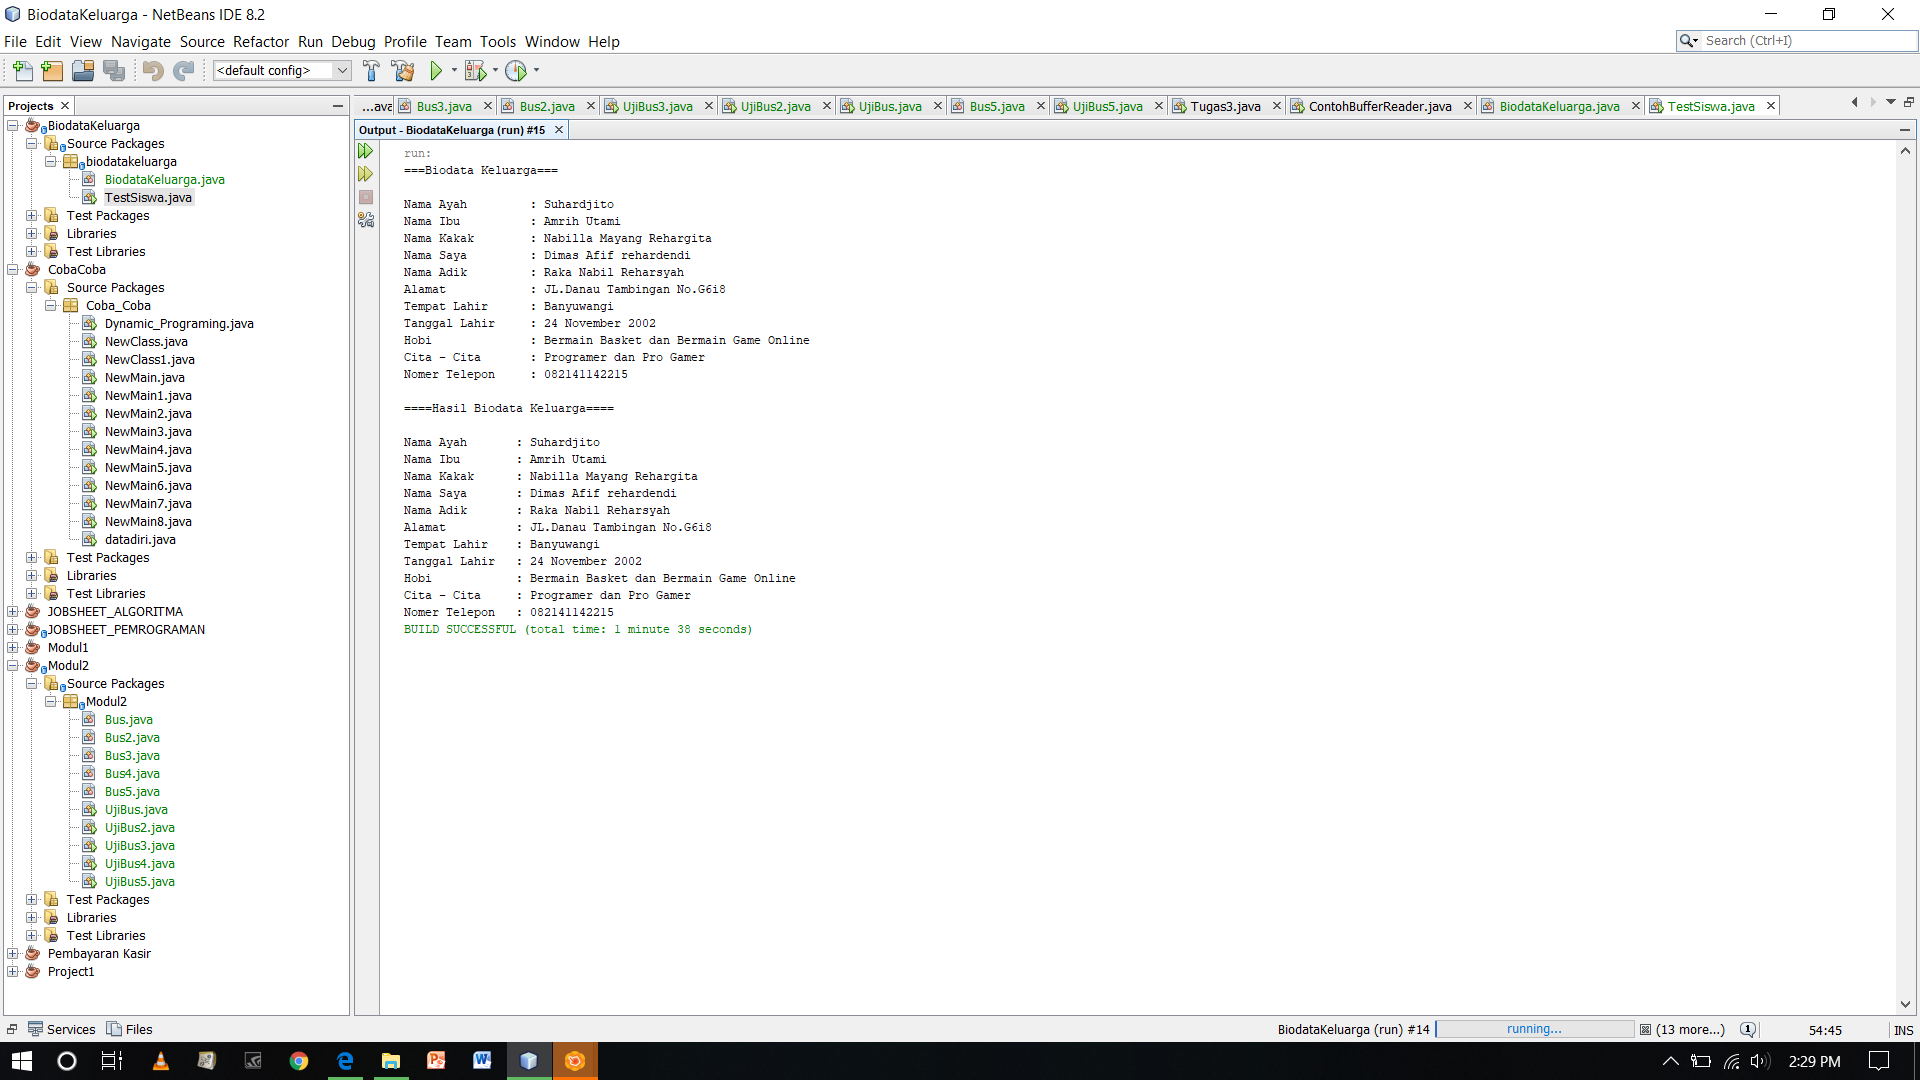 BiodataKeluarga - NetBeans IDE 8.2
File Edit View Navigate Source Refactor Run Debug Profile Team Tools Window Help
Search (Ctrl+I)
<default config>
Projects
...ava Bus3.java Bus2.java UjiBus3.java UjiBus2.java UjiBus.java Bus5.java UjiBus5.java Tugas3.java ContohBufferReader.java BiodataKeluarga.java TestSiswa.java
BiodataKeluarga
Source Packages
biodatakeluarga
BiodataKeluarga.java
TestSiswa.java
Test Packages
Libraries
Test Libraries
CobaCoba
Source Packages
Coba_Coba
Dynamic_Programing.java
NewClass.java
NewClass1.java
NewMain.java
NewMain1.java
NewMain2.java
NewMain3.java
NewMain4.java
NewMain5.java
NewMain6.java
NewMain7.java
NewMain8.java
datadiri.java
Test Packages
Libraries
Test Libraries
JOBSHEET_ALGORITMA
JOBSHEET_PEMROGRAMAN
Modul1
Modul2
Source Packages
Modul2
Bus.java
Bus2.java
Bus3.java
Bus4.java
Bus5.java
UjiBus.java
UjiBus2.java
UjiBus3.java
UjiBus4.java
UjiBus5.java
Test Packages
Libraries
Test Libraries
Pembayaran Kasir
Project1
Output - BiodataKeluarga (run) #15
run:
===Biodata Keluarga===
Nama Ayah : Suhardjito
Nama Ibu : Amrih Utami
Nama Kakak : Nabilla Mayang Rehargita
Nama Saya : Dimas Afif rehardendi
Nama Adik : Raka Nabil Reharsyah
Alamat : JL.Danau Tambingan No.G6i8
Tempat Lahir : Banyuwangi
Tanggal Lahir : 24 November 2002
Hobi : Bermain Basket dan Bermain Game Online
Cita - Cita : Programer dan Pro Gamer
Nomer Telepon : 082141142215
====Hasil Biodata Keluarga====
Nama Ayah : Suhardjito
Nama Ibu : Amrih Utami
Nama Kakak : Nabilla Mayang Rehargita
Nama Saya : Dimas Afif rehardendi
Nama Adik : Raka Nabil Reharsyah
Alamat : JL.Danau Tambingan No.G6i8
Tempat Lahir : Banyuwangi
Tanggal Lahir : 24 November 2002
Hobi : Bermain Basket dan Bermain Game Online
Cita - Cita : Programer dan Pro Gamer
Nomer Telepon : 082141142215
BUILD SUCCESSFUL (total time: 1 minute 38 seconds)
Services Files
BiodataKeluarga (run) #14 running... (13 more...) 1 54:45 INS
2:29 PM